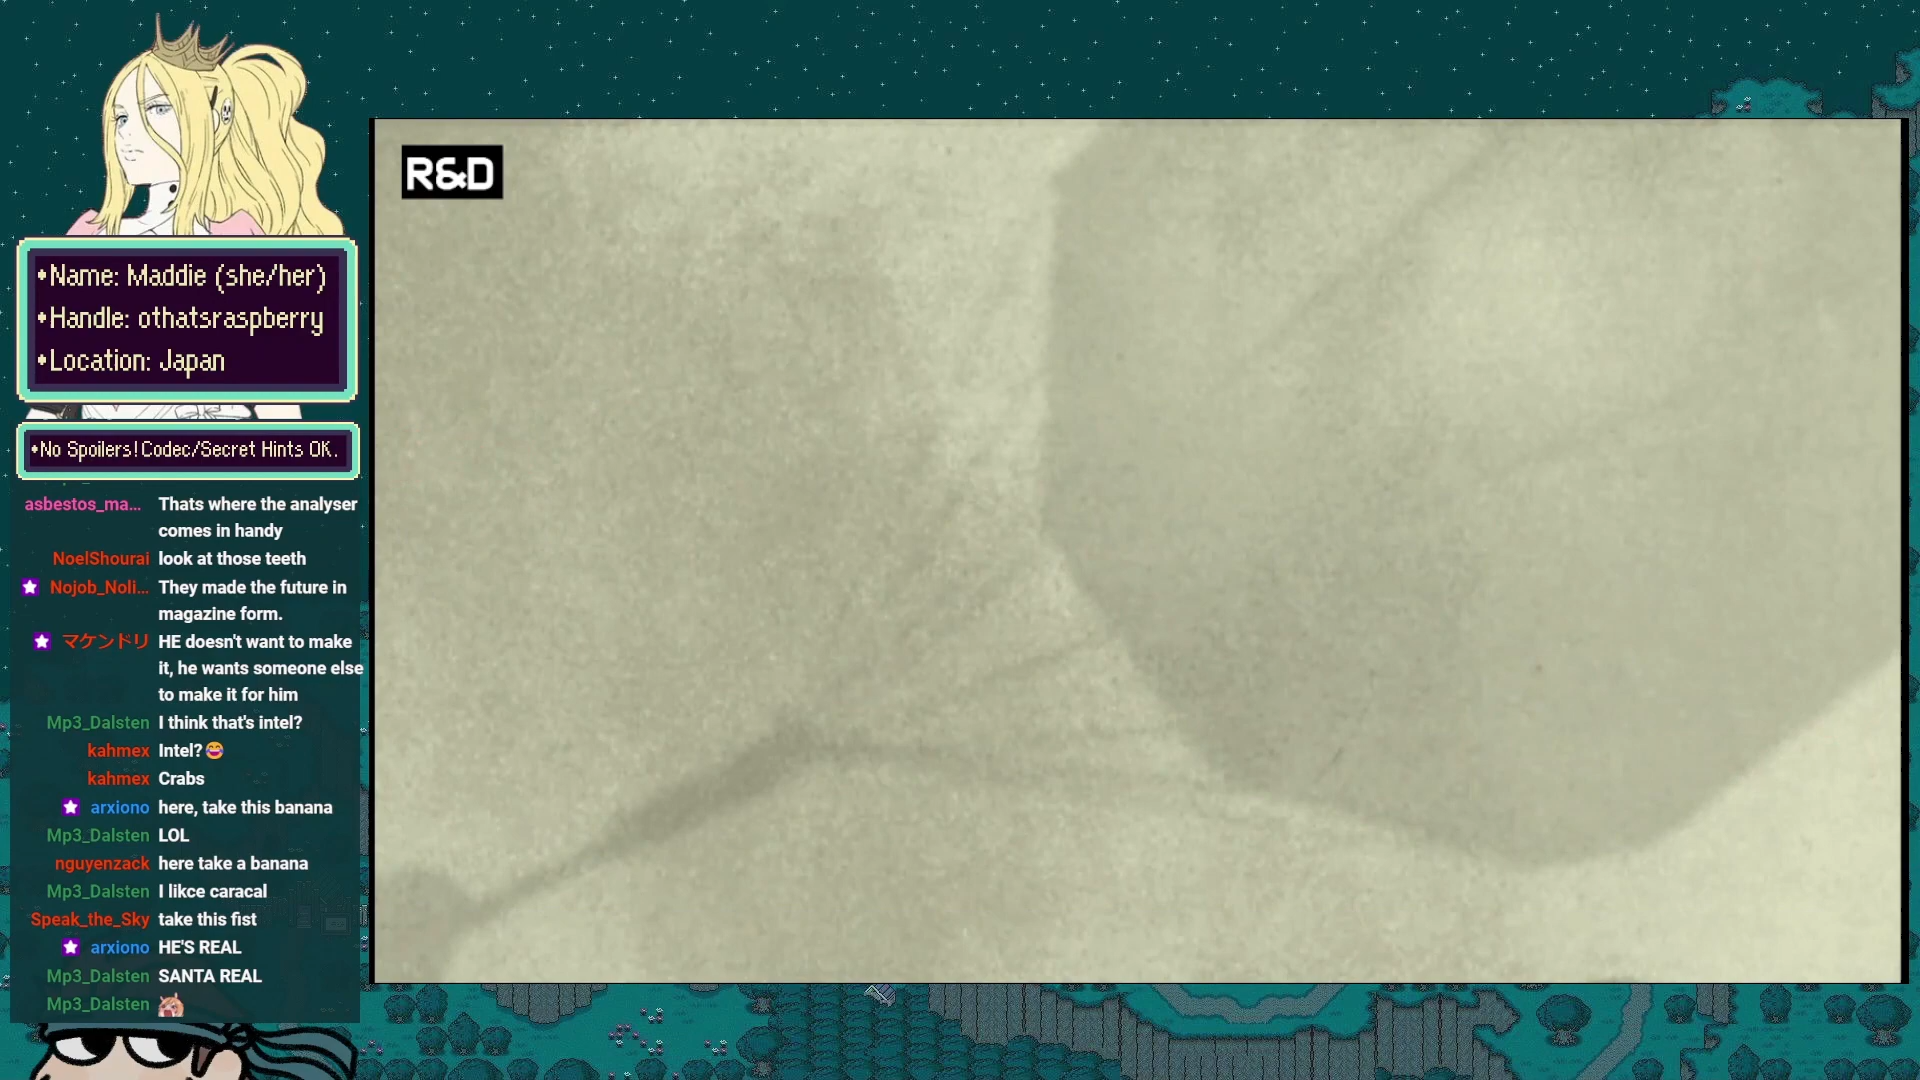 R&D
•Name: Maddie (she/her)
•Handle: othatsraspberry
•Location: Japan
•No Spoilers! Codec/Secret Hints OK.
asbestos_ma... Thats where the analyser
comes in handy
NoelShourai look at those teeth
Nojob_Noli... They made the future in
magazine form.
マケンドリ HE doesn't want to make
it, he wants someone else
to make it for him
Mp3_Dalsten I think that's intel?
kahmex Intel?😂
kahmex Crabs
arxiono here, take this banana
Mp3_Dalsten LOL
nguyenzack here take a banana
Mp3_Dalsten I likce caracal
Speak_the_Sky take this fist
arxiono HE'S REAL
Mp3_Dalsten SANTA REAL
Mp3_Dalsten